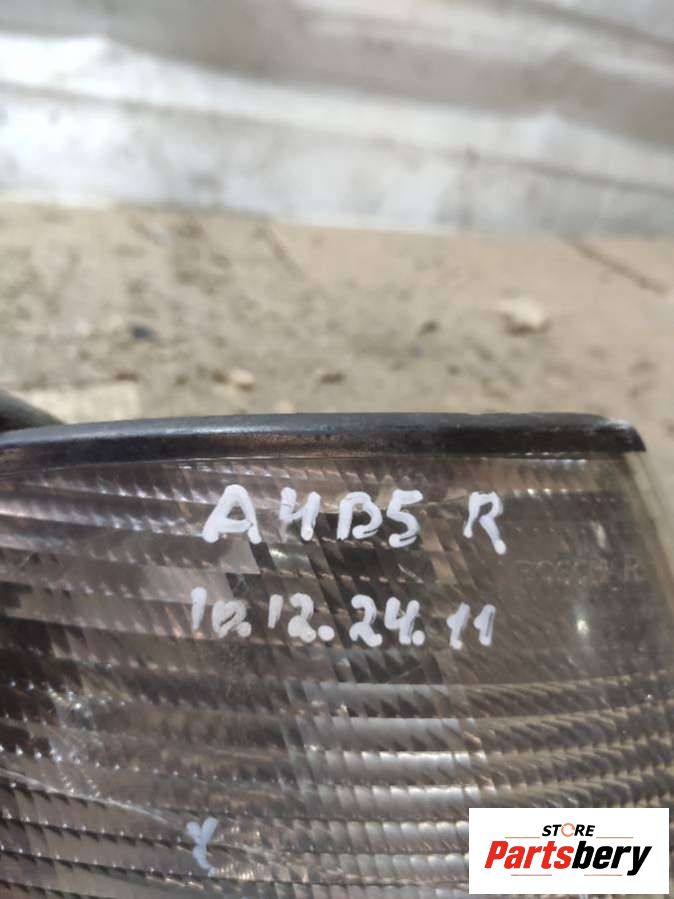 A4B5 R
10.12.24.11
STORE
Partsbery